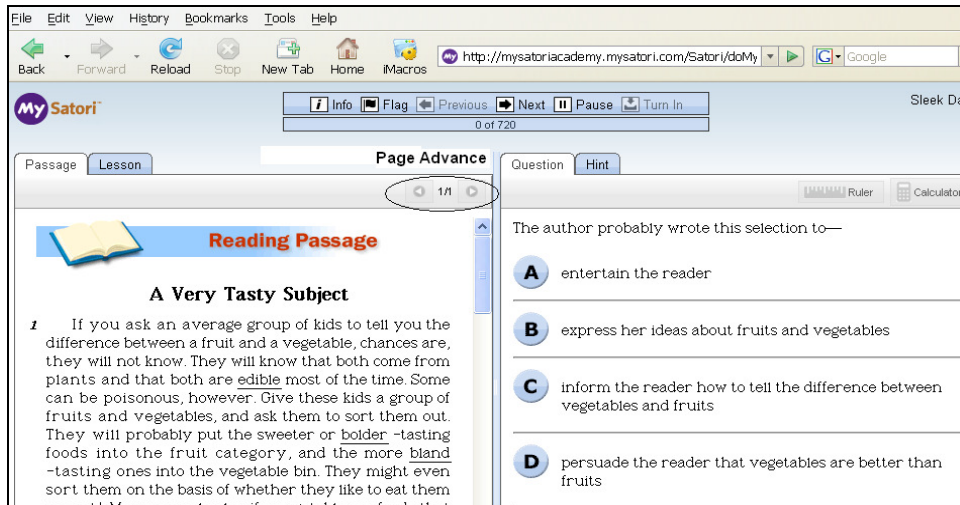 File Edit View History Bookmarks Tools Help
Back Forward Reload Stop New Tab Home iMacros http://mysatoriacademy.mysatori.com/Satori/doMy G Google
My Satori i Info Flag Previous Next Pause Turn In Sleek Da
0 of 720
Passage Lesson Page Advance Question Hint
1/1 Ruler Calculator
Reading Passage
A Very Tasty Subject
1 If you ask an average group of kids to tell you the
difference between a fruit and a vegetable, chances are,
they will not know. They will know that both come from
plants and that both are edible most of the time. Some
can be poisonous, however. Give these kids a group of
fruits and vegetables, and ask them to sort them out.
They will probably put the sweeter or bolder -tasting
foods into the fruit category, and the more bland
-tasting ones into the vegetable bin. They might even
sort them on the basis of whether they like to eat them
The author probably wrote this selection to—
A entertain the reader
B express her ideas about fruits and vegetables
C inform the reader how to tell the difference between
vegetables and fruits
D persuade the reader that vegetables are better than
fruits